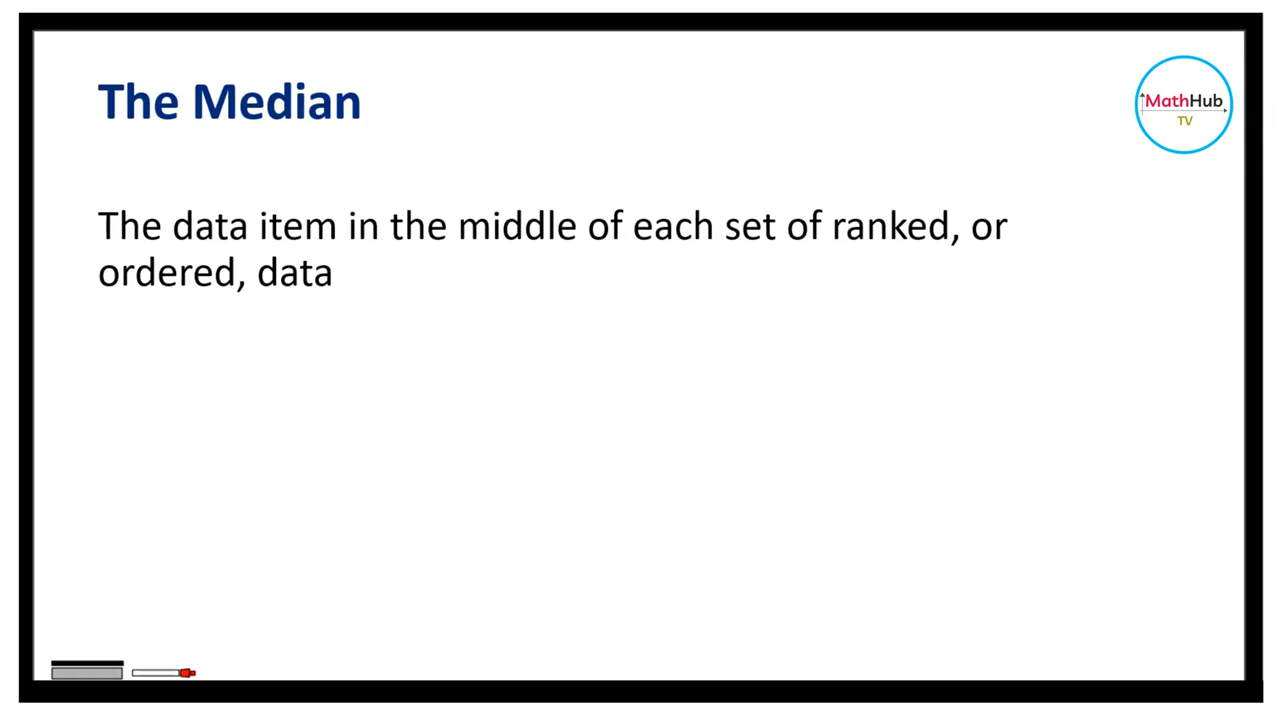 The Median
MathHub
TV
The data item in the middle of each set of ranked, or
ordered, data